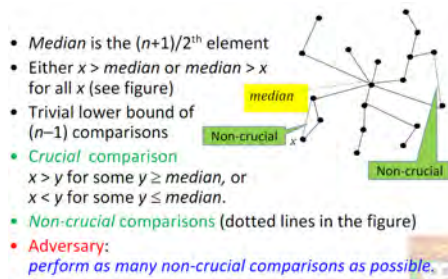 • Median is the (n+1)/2th element
• Either x > median or median > x
for all x (see figure)
• Trivial lower bound of
(n–1) comparisons
• Crucial comparison
x > y for some y ≥ median, or
x < y for some y ≤ median.
• Non-crucial comparisons (dotted lines in the figure)
• Adversary:
perform as many non-crucial comparisons as possible.
median
Non-crucial
x
Non-crucial